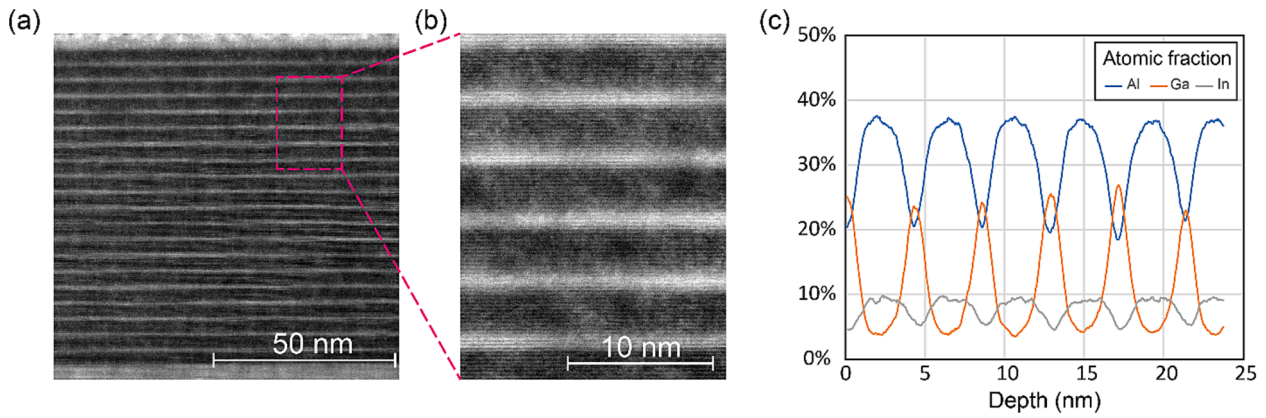 (a)
50 nm
(b)
10 nm
(c)
50%
40%
30%
20%
10%
0%
Atomic fraction
Al Ga In
0 5 10 15 20 25
Depth (nm)